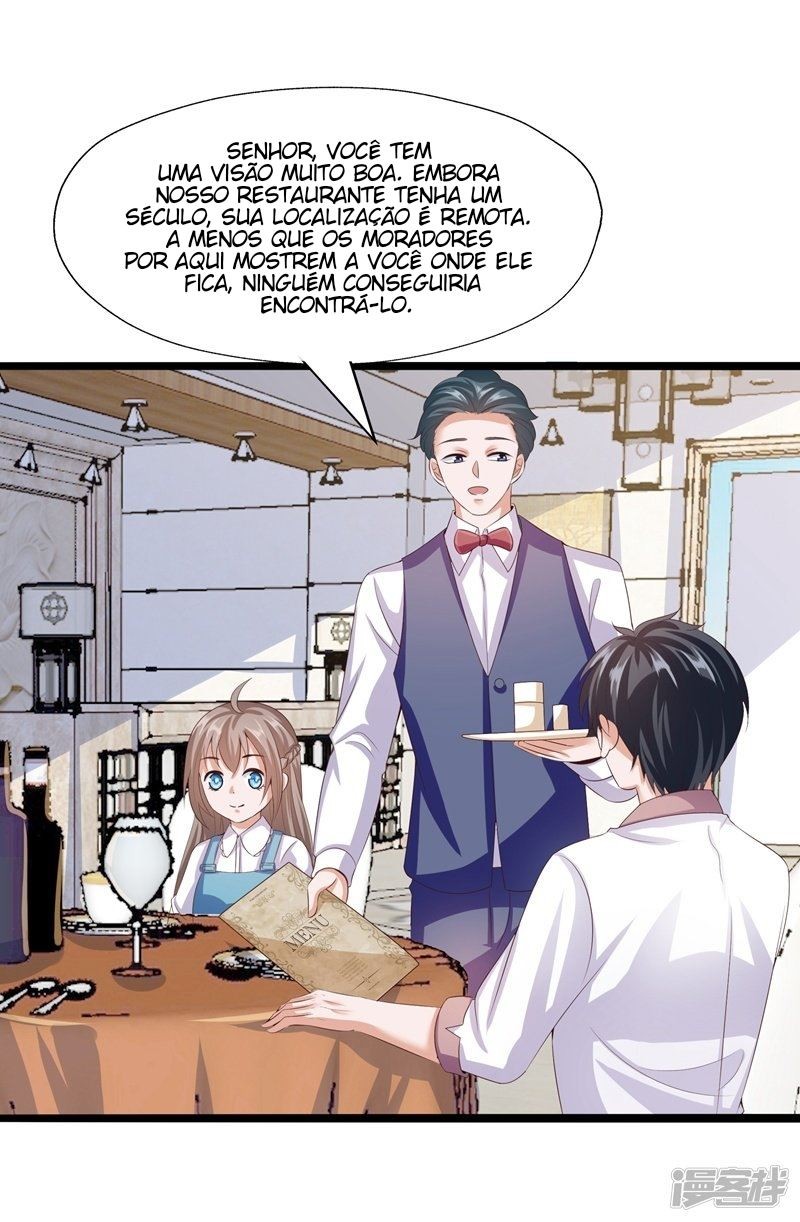 SENHOR, VOCÊ TEM
UMA VISÃO MUITO BOA. EMBORA
NOSSO RESTAURANTE TENHA UM
SÉCULO, SUA LOCALIZAÇÃO É REMOTA.
A MENOS QUE OS MORADORES
POR AQUI MOSTREM A VOCÊ ONDE ELE
FICA, NINGUÉM CONSEGUIRIA
ENCONTRÁ-LO.
MENU
漫客栈